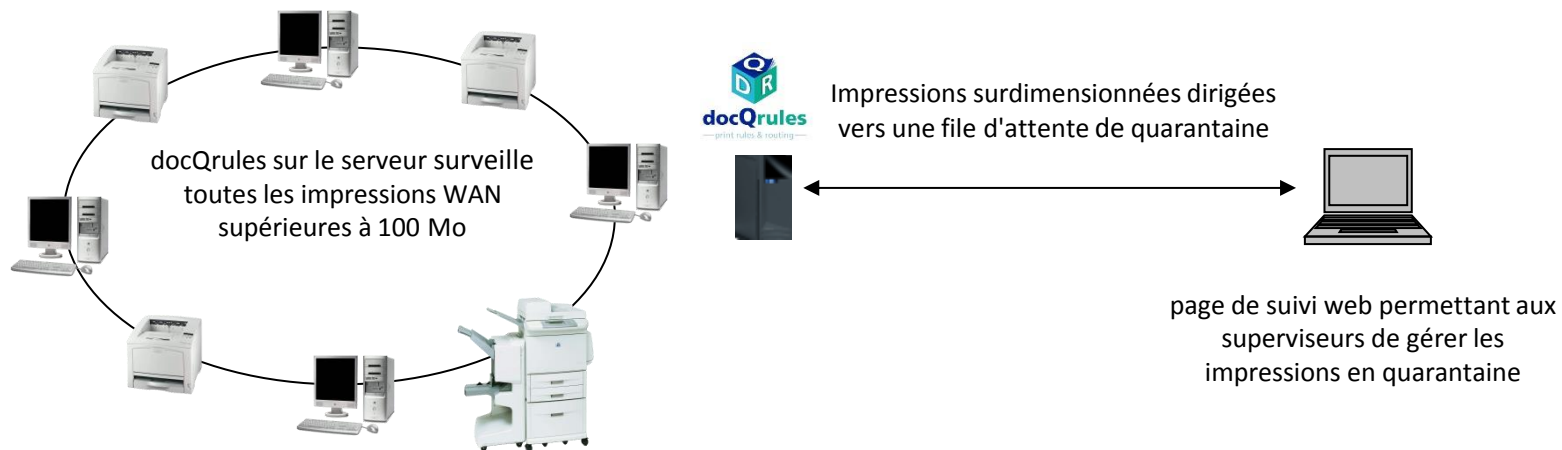 docQrules sur le serveur surveille
toutes les impressions WAN
supérieures à 100 Mo
Q
D R
docQrules
print rules & routing
Impressions surdimensionnées dirigées
vers une file d'attente de quarantaine
page de suivi web permettant aux
superviseurs de gérer les
impressions en quarantaine